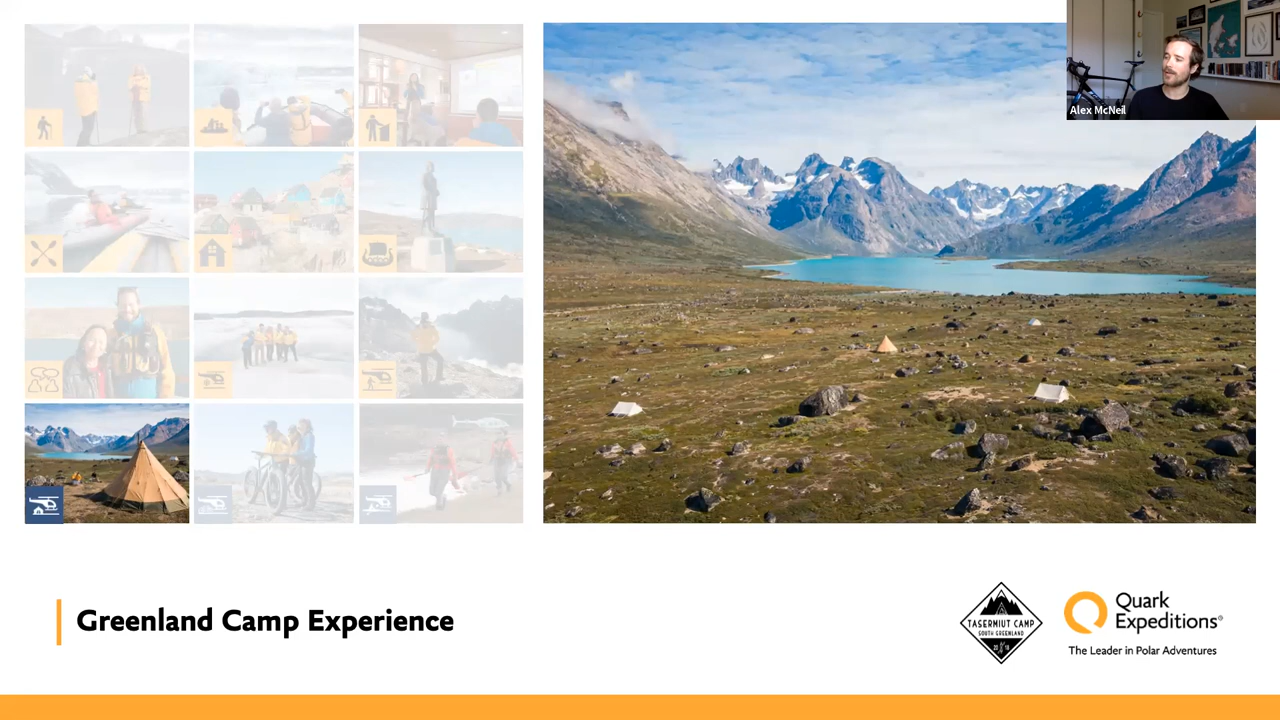 Alex McNeil
Greenland Camp Experience
TASERMIUT CAMP
SOUTH GREENLAND
Quark
Expeditions®
The Leader in Polar Adventures